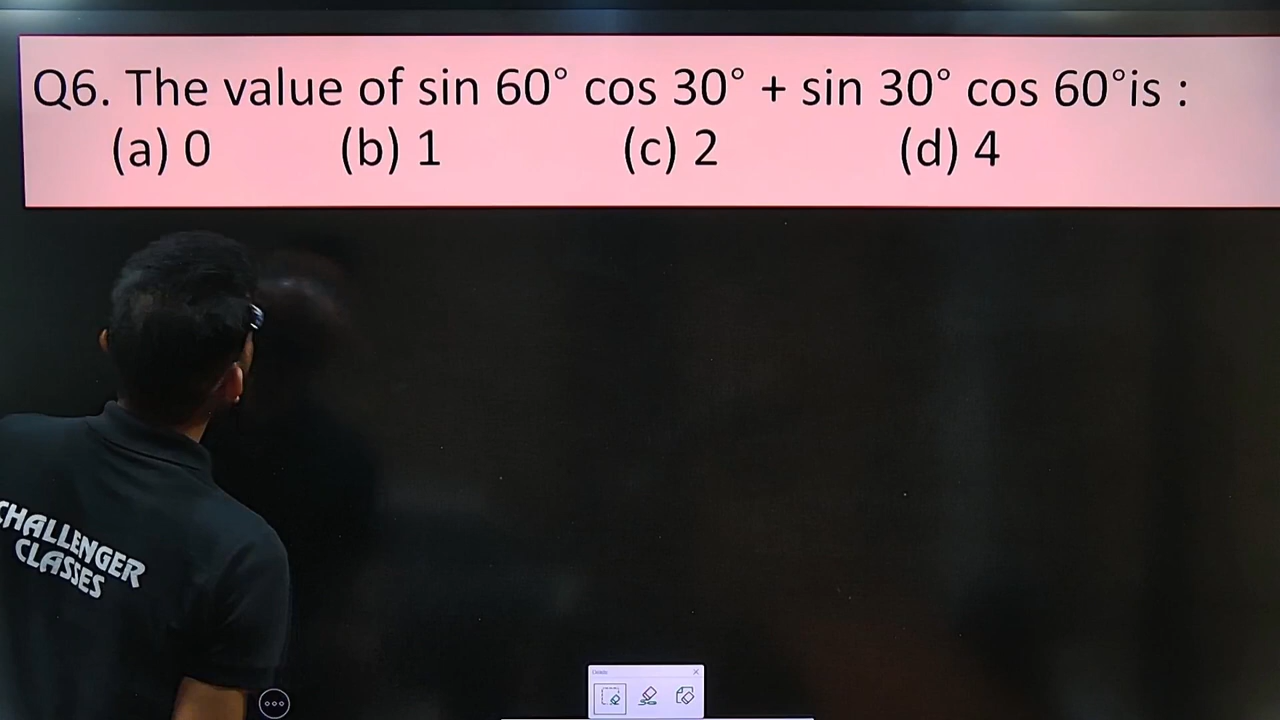 Q6. The value of sin 60° cos 30° + sin 30° cos 60°is :
(a) 0 (b) 1 (c) 2 (d) 4
CHALLENGER
CLASSES